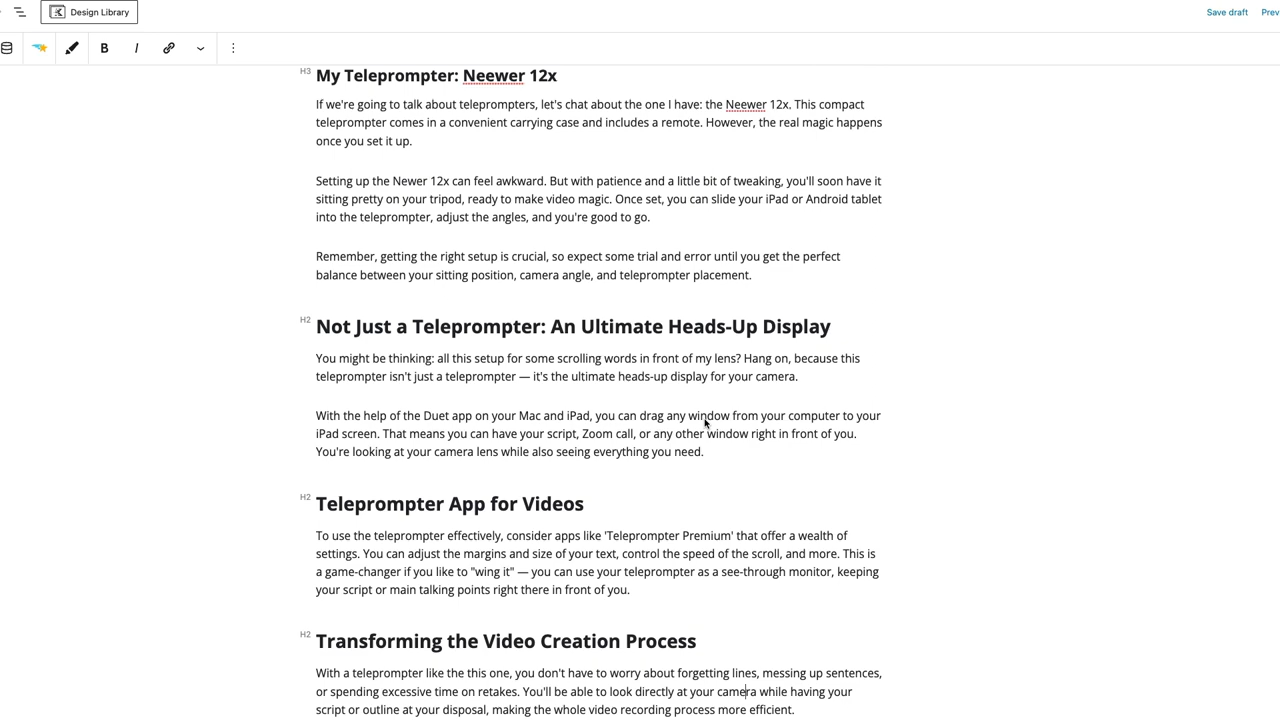 Design Library
Save draft
Prev
B
I
H3
My Teleprompter: Neewer 12x
If we're going to talk about teleprompters, let's chat about the one I have: the Neewer 12x. This compact
teleprompter comes in a convenient carrying case and includes a remote. However, the real magic happens
once you set it up.
Setting up the Newer 12x can feel awkward. But with patience and a little bit of tweaking, you'll soon have it
sitting pretty on your tripod, ready to make video magic. Once set, you can slide your iPad or Android tablet
into the teleprompter, adjust the angles, and you're good to go.
Remember, getting the right setup is crucial, so expect some trial and error until you get the perfect
balance between your sitting position, camera angle, and teleprompter placement.
H2
Not Just a Teleprompter: An Ultimate Heads-Up Display
You might be thinking: all this setup for some scrolling words in front of my lens? Hang on, because this
teleprompter isn't just a teleprompter — it's the ultimate heads-up display for your camera.
With the help of the Duet app on your Mac and iPad, you can drag any window from your computer to your
iPad screen. That means you can have your script, Zoom call, or any other window right in front of you.
You're looking at your camera lens while also seeing everything you need.
H2
Teleprompter App for Videos
To use the teleprompter effectively, consider apps like 'Teleprompter Premium' that offer a wealth of
settings. You can adjust the margins and size of your text, control the speed of the scroll, and more. This is
a game-changer if you like to "wing it" — you can use your teleprompter as a see-through monitor, keeping
your script or main talking points right there in front of you.
H2
Transforming the Video Creation Process
With a teleprompter like the this one, you don't have to worry about forgetting lines, messing up sentences,
or spending excessive time on retakes. You'll be able to look directly at your camera while having your
script or outline at your disposal, making the whole video recording process more efficient.